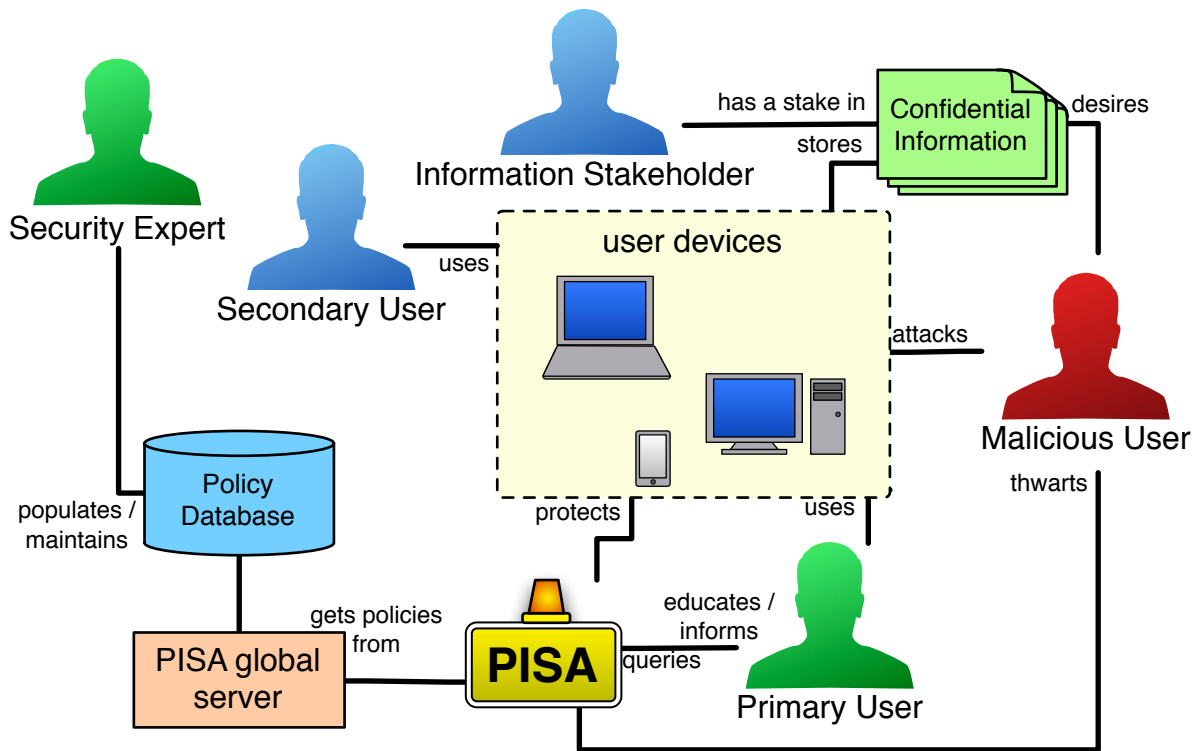 has a stake in
Confidential
Information
desires
stores
Information Stakeholder
Security Expert
user devices
uses
Secondary User
attacks
Malicious User
thwarts
Policy
Database
populates /
maintains
protects
uses
gets policies
from
educates /
informs
PISA global
server
PISA
queries
Primary User